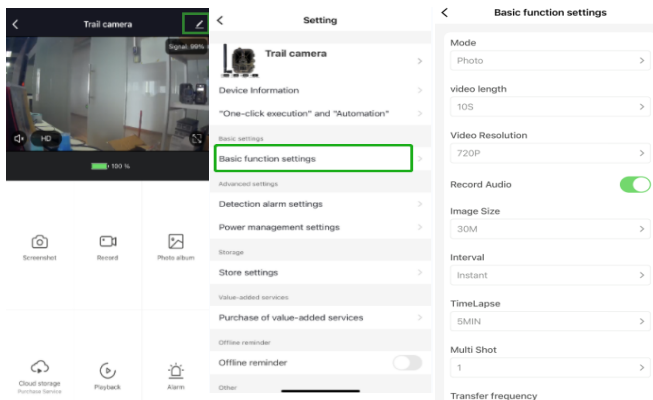 Trail camera
Signal: 99%
HD
100 %
Screenshot
Record
Photo album
Cloud storage
Purchase Service
Playback
Alarm
Setting
Trail camera
Device Information
"One-click execution" and "Automation"
Basic settings
Basic function settings
Advanced settings
Detection alarm settings
Power management settings
Storage
Store settings
Value-added services
Purchase of value-added services
Offline reminder
Offline reminder
Other
Basic function settings
Mode
Photo
video length
10S
Video Resolution
720P
Record Audio
Image Size
30M
Interval
Instant
TimeLapse
5MIN
Multi Shot
1
Transfer frequency